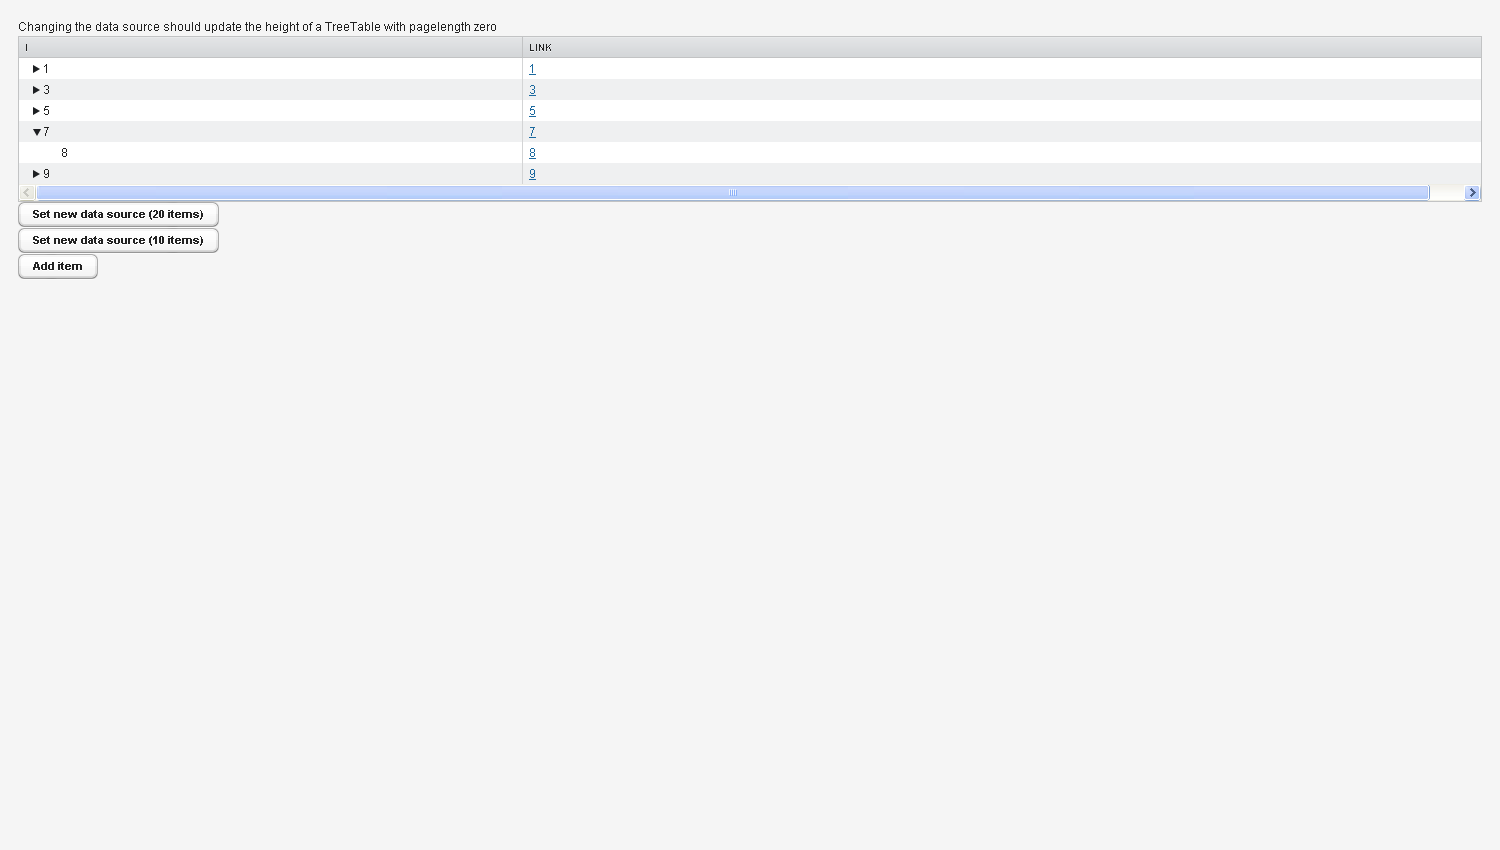 Changing the data source should update the height of a TreeTable with pagelength zero
I LINK
1 1
3 3
5 5
7 7
8 8
9 9
Set new data source (20 items)
Set new data source (10 items)
Add item